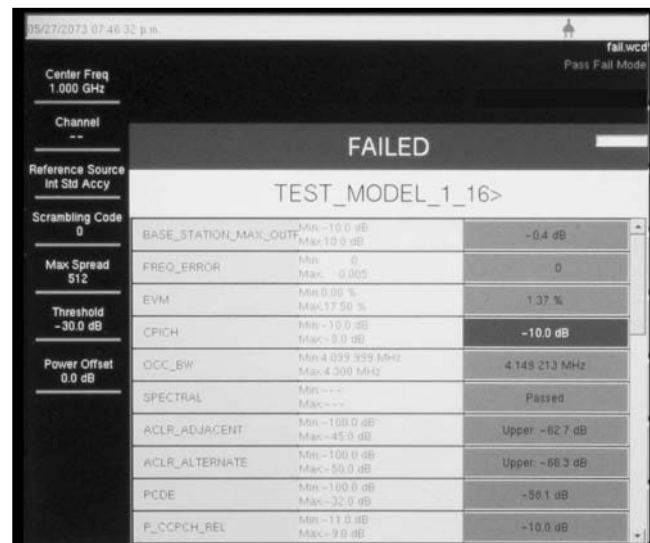 05/27/2073 07:46:32 p.m.
fail.wcd
Pass Fail Mode
Center Freq
1.000 GHz
Channel
--
Reference Source
Int Std Accy
Scrambling Code
0
Max Spread
512
Threshold
-30.0 dB
Power Offset
0.0 dB
FAILED
TEST_MODEL_1_16>
BASE_STATION_MAX_OUTP Min:-10.0 dB -0.4 dB
Max:10.0 dB
FREQ_ERROR Min: 0 0
Max: 0.005
EVM Min:0.00 % 1.37 %
Max:17.50 %
CPICH Min:-10.0 dB -10.0 dB
Max:-9.0 dB
OCC_BW Min:4.099 999 MHz 4.149 213 MHz
Max:4.300 MHz
SPECTRAL Min:--- Passed
Max:---
ACLR_ADJACENT Min:-100.0 dB Upper: -62.7 dB
Max:-45.0 dB
ACLR_ALTERNATE Min:-100.0 dB Upper: -66.3 dB
Max:-50.0 dB
PCDE Min:-100.0 dB -56.1 dB
Max:-32.0 dB
P_CCPCH_REL Min:-11.0 dB -10.0 dB
Max:-9.0 dB